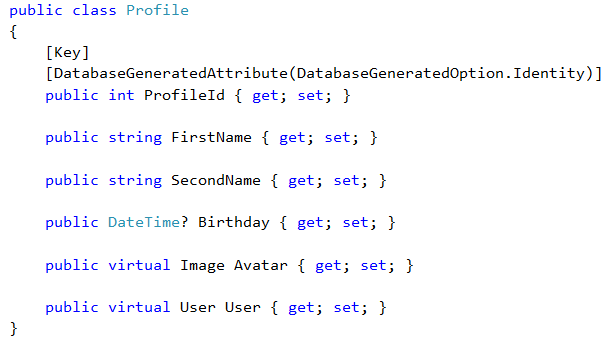 public class Profile
{
[Key]
[DatabaseGeneratedAttribute(DatabaseGeneratedOption.Identity)]
public int ProfileId { get; set; }
public string FirstName { get; set; }
public string SecondName { get; set; }
public DateTime? Birthday { get; set; }
public virtual Image Avatar { get; set; }
public virtual User User { get; set; }
}